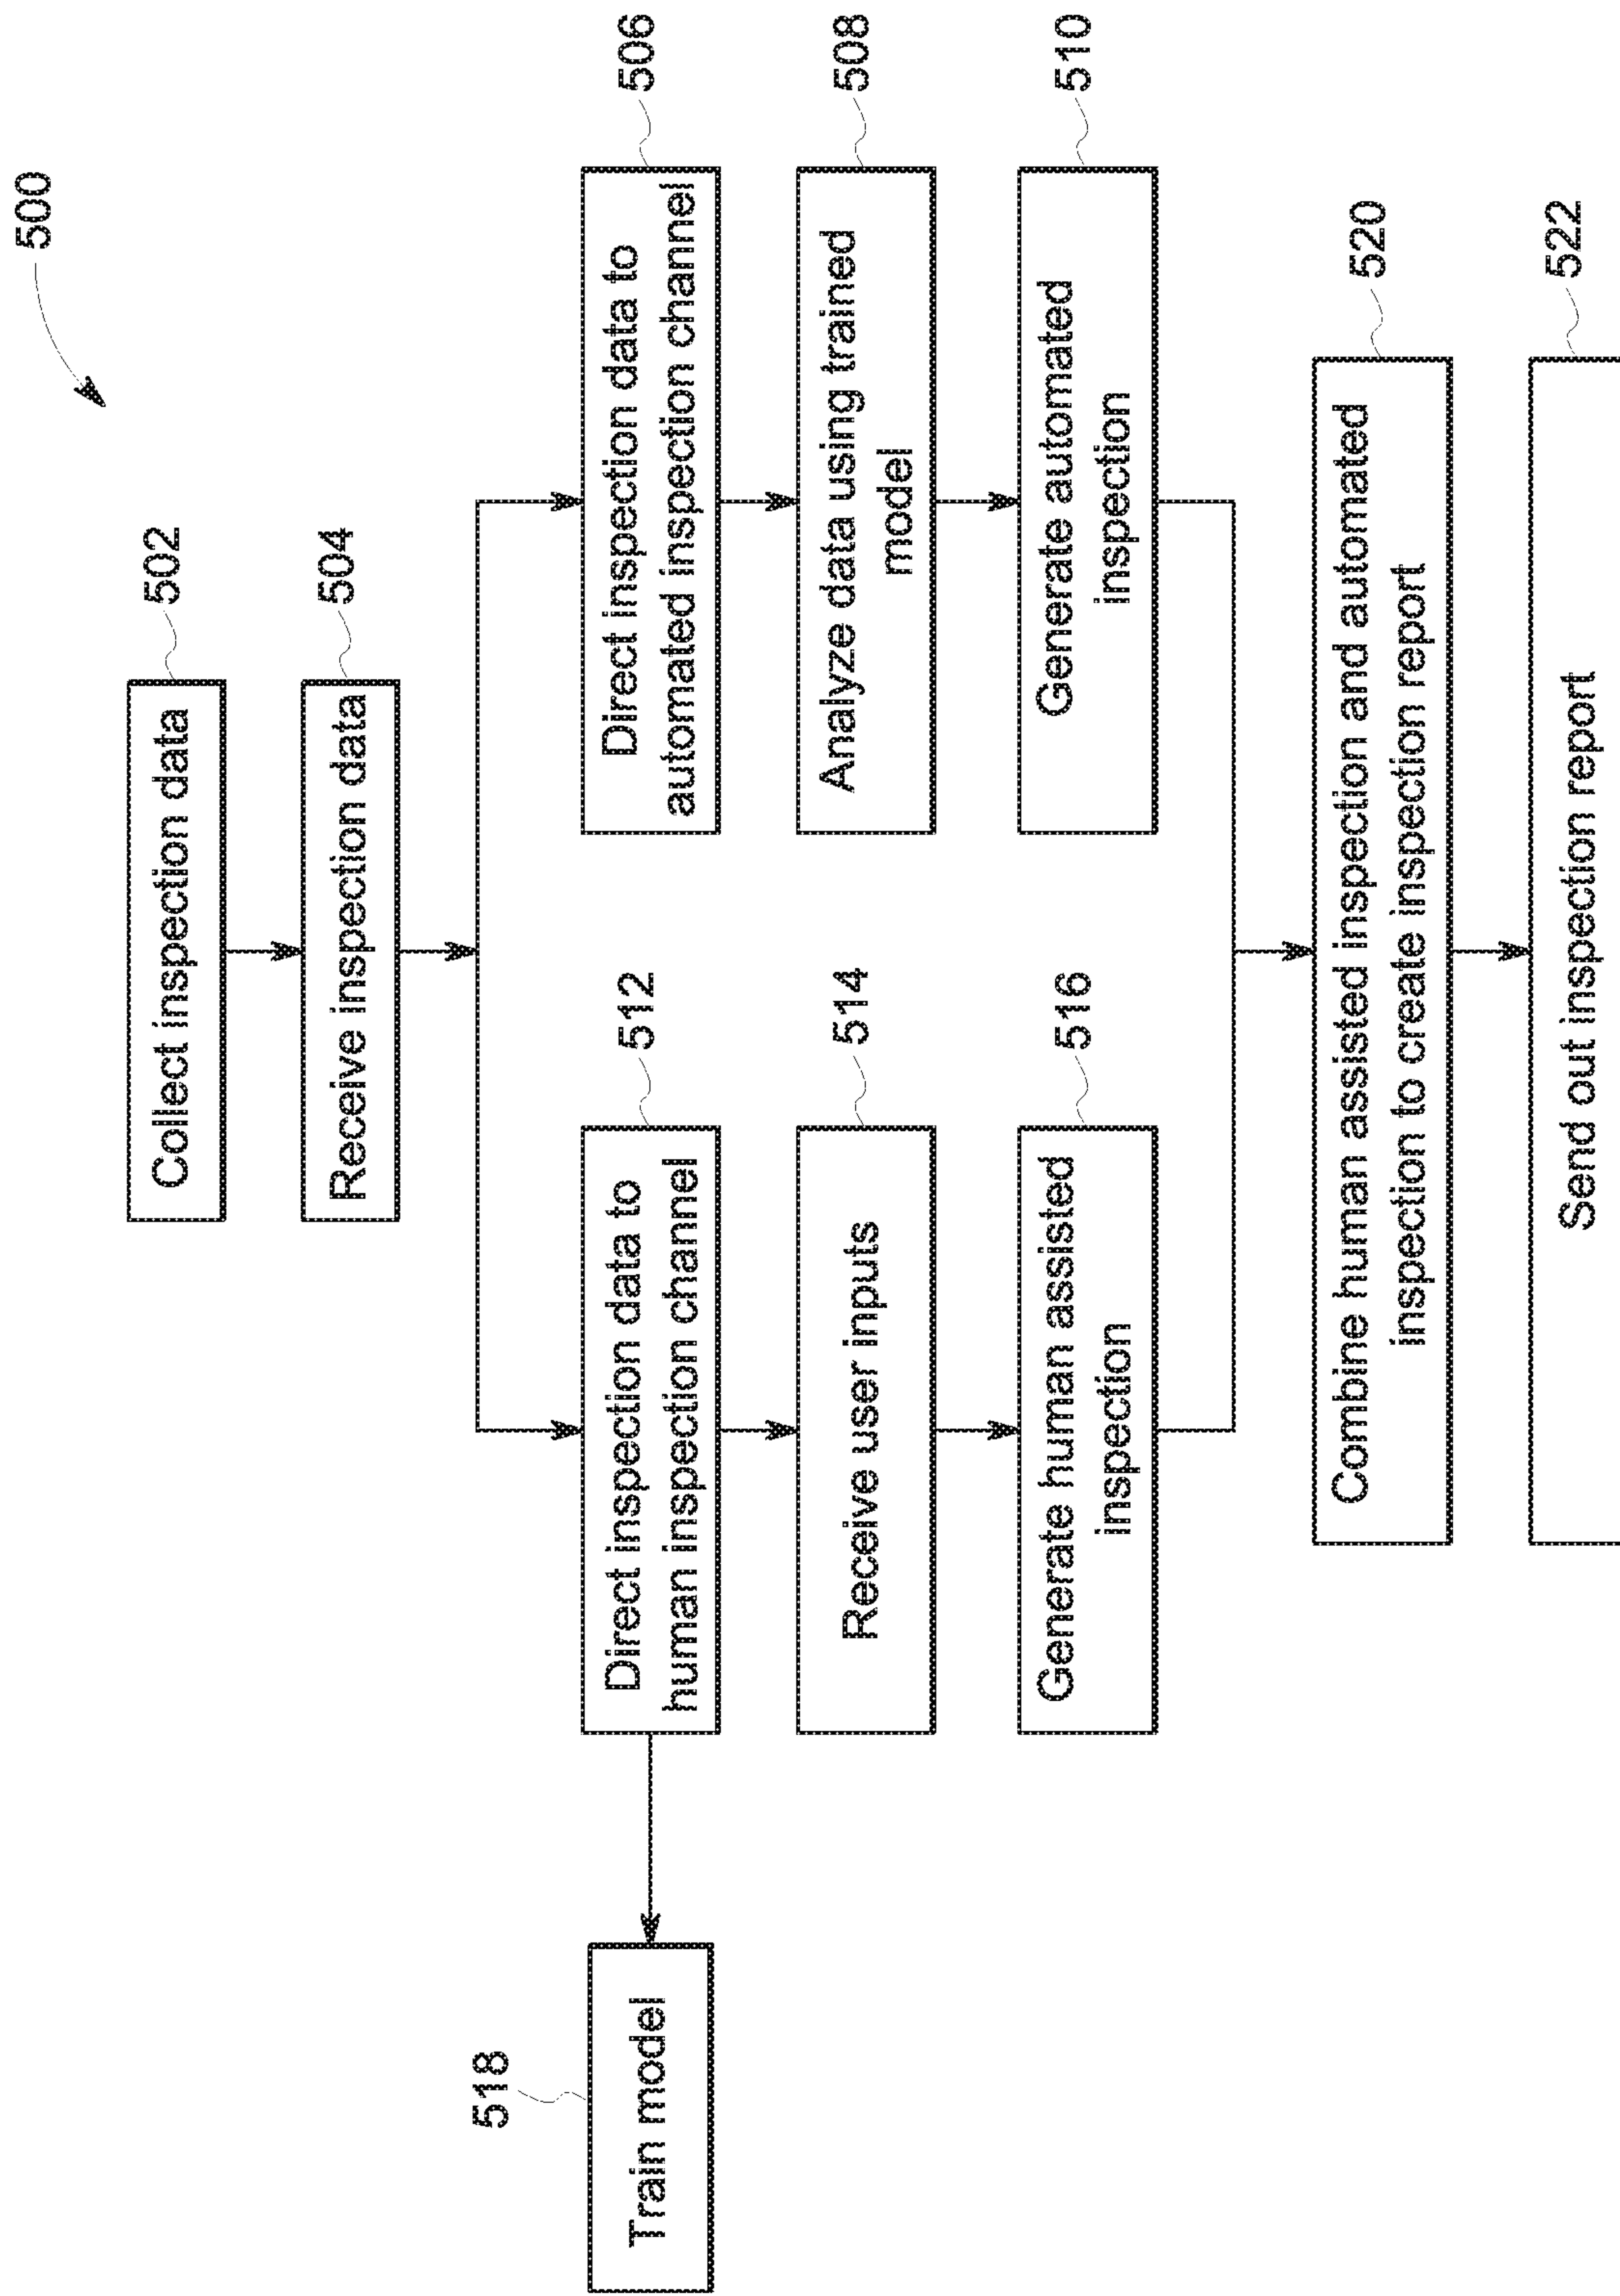 500
Collect inspection data
502
Receive inspection data
504
Direct inspection data to
human inspection channel
512
Direct inspection data to
automated inspection channel
506
Train model
518
Receive user inputs
514
Analyze data using trained
model
508
Generate human assisted
inspection
516
Generate automated
inspection
510
Combine human assisted inspection and automated
inspection to create inspection report
520
Send out inspection report
522